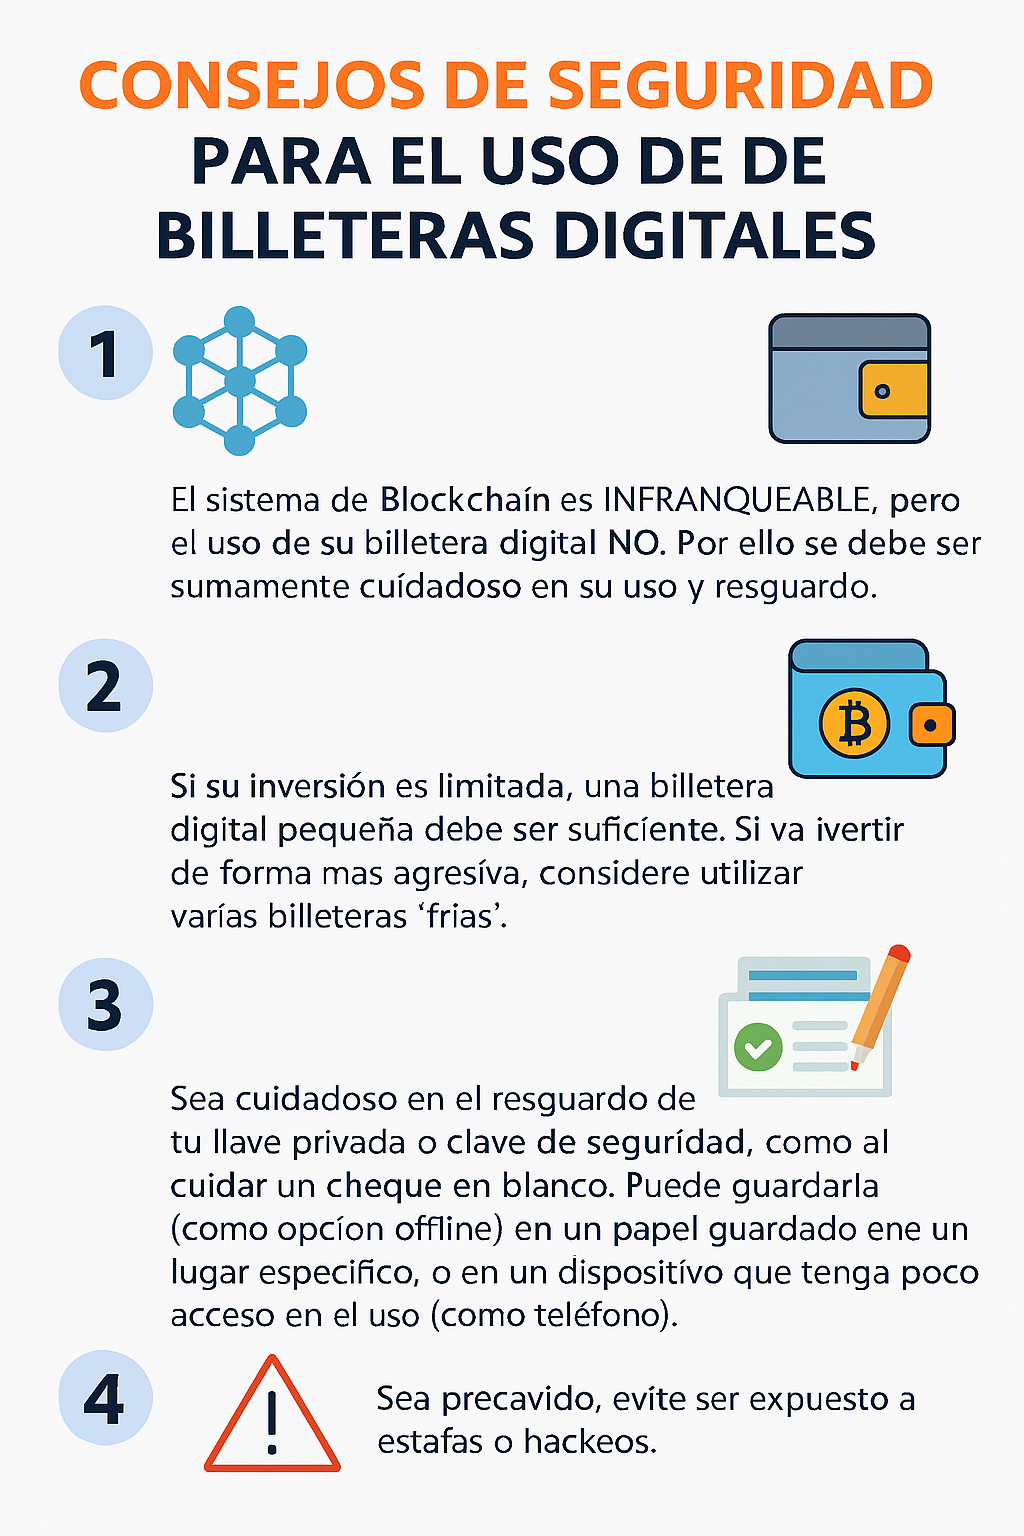 CONSEJOS DE SEGURIDAD
PARA EL USO DE DE
BILLETERAS DIGITALES
1
El sistema de Blockchaín es INFRANQUEABLE, pero
el uso de su billetera digital NO. Por ello se debe ser
sumamente cuídadoso en su uso y resguardo.
2
Si su inversión es limitada, una billetera
digital pequeña debe ser sufícíente. Si va ivertir
de forma mas agresíva, considere utilizar
varías billeteras ‘frias’.
3
Sea cuidadoso en el resguardo de
tu llave privada o clave de segurídad, como al
cuidar un cheque en blanco. Puede guardarla
(como opcíon offline) en un papel guardado ene un
lugar especifico, o en un dispositívo que tenga poco
acceso en el uso (como teléfono).
4
Sea precavido, evíte ser expuesto a
estafas o hackeos.